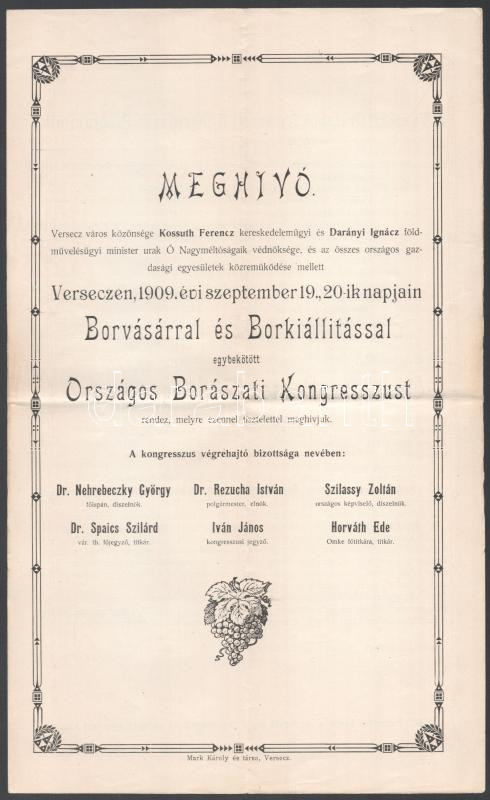 MEGHIVÓ.
Versecz város közönsége Kossuth Ferencz kereskedelemügyi és Darányi Ignácz föld-
művelésügyi minister urak Ő Nagyméltóságaik védnöksége, és az összes országos gaz-
dasági egyesületek közreműködése mellett
Verseczen, 1909. évi szeptember 19., 20-ik napjain
Borvásárral és Borkiállitással
egybekötött
Országos Borászati Kongresszust
rendez, melyre ezennel tisztelettel meghivjuk.
A kongresszus végrehajtó bizottsága nevében:
Dr. Nehrebeczky György Dr. Rezucha István Szilassy Zoltán
főispán, diszelnök. polgármester, elnök. országos képviselő, diszelnök.
Dr. Spaics Szilárd Iván János Horváth Ede
vár. th. főjegyző, titkár. kongresszusi jegyző. Omke főtitkára, titkár.
Mark Károly és társa, Versecz.